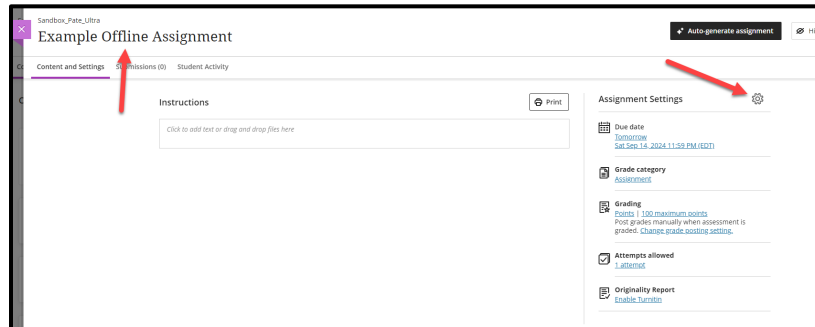 Sandbox_Pate_Ultra
Example Offline Assignment
Auto-generate assignment
Content and Settings
Submissions (0)
Student Activity
Instructions
Print
Click to add text or drag and drop files here
Assignment Settings
Due date
Tomorrow
Sat Sep 14, 2024 11:59 PM (EDT)
Grade category
Assignment
Grading
Points | 100 maximum points
Post grades manually when assessment is
graded. Change grade posting setting.
Attempts allowed
1 attempt
Originality Report
Enable Turnitin